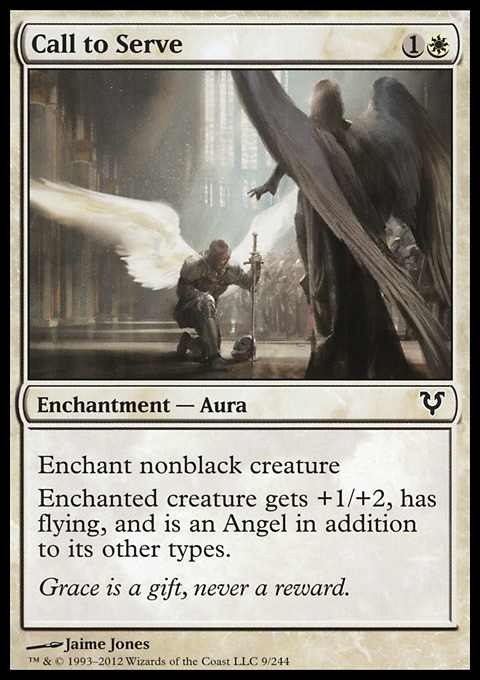 Call to Serve 1
Enchantment — Aura
Enchant nonblack creature
Enchanted creature gets +1/+2, has
flying, and is an Angel in addition
to its other types.
Grace is a gift, never a reward.
Jaime Jones
™ & © 1993–2012 Wizards of the Coast LLC 9/244